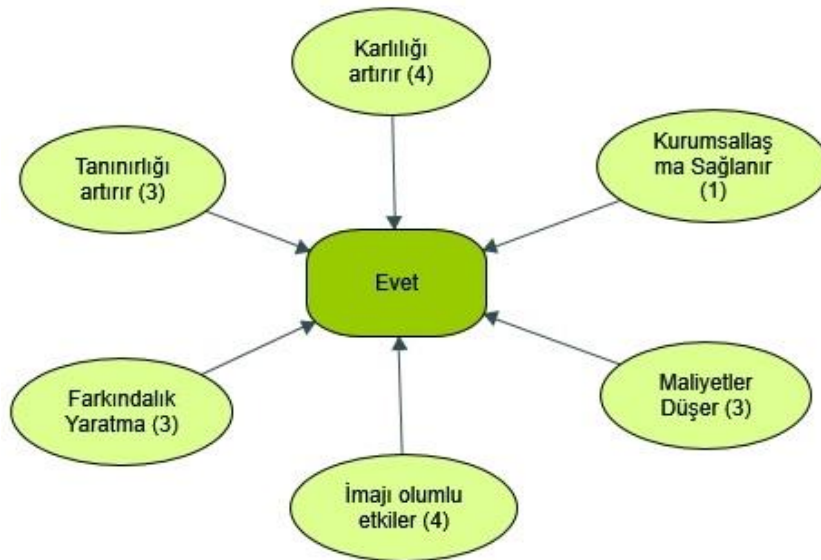 Karlılığı
artırır (4)
Tanınırlığı
artırır (3)
Kurumsallaş
ma Sağlanır
(1)
Evet
Farkındalık
Yaratma (3)
Maliyetler
Düşer (3)
İmajı olumlu
etkiler (4)